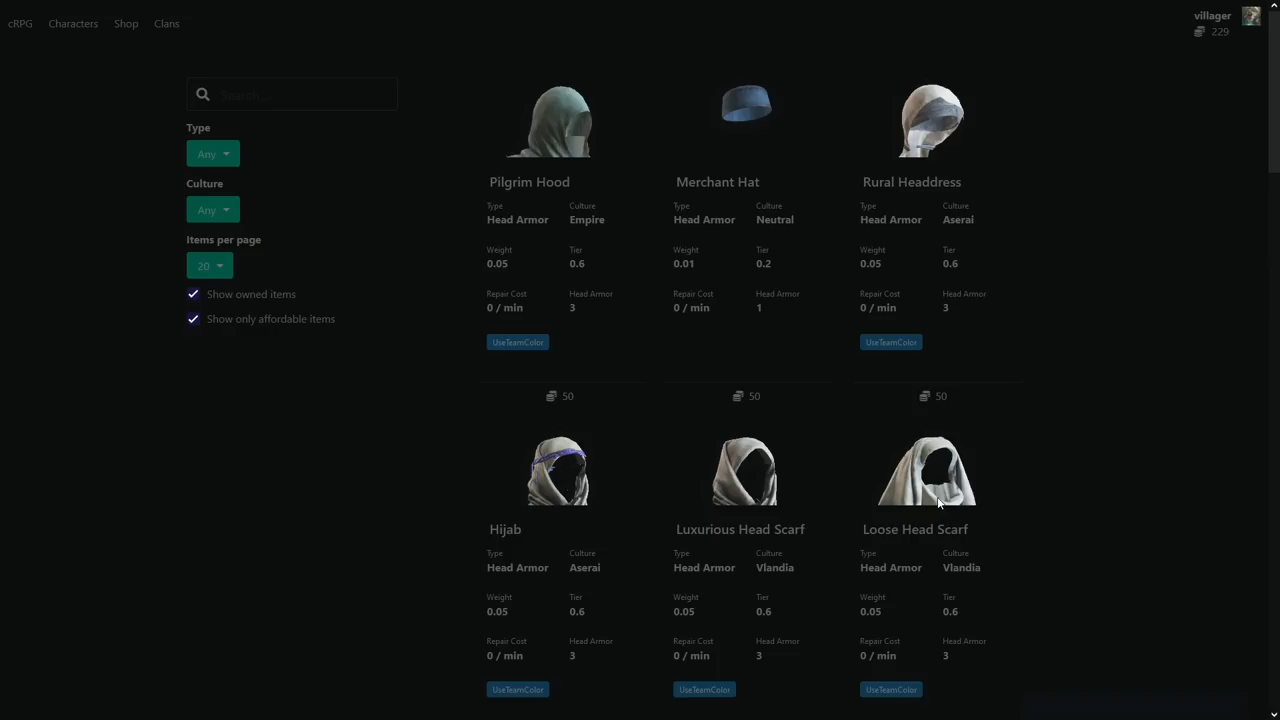 cRPG Characters Shop Clans
villager
229
Search...
Type
Any
Culture
Any
Items per page
20
Show owned items
Show only affordable items
Pilgrim Hood Merchant Hat Rural Headdress
Type Culture Type Culture Type Culture
Head Armor Empire Head Armor Neutral Head Armor Aserai
Weight Tier Weight Tier Weight Tier
0.05 0.6 0.01 0.2 0.05 0.6
Repair Cost Head Armor Repair Cost Head Armor Repair Cost Head Armor
0 / min 3 0 / min 1 0 / min 3
UseTeamColor UseTeamColor
50 50 50
Hijab Luxurious Head Scarf Loose Head Scarf
Type Culture Type Culture Type Culture
Head Armor Aserai Head Armor Vlandia Head Armor Vlandia
Weight Tier Weight Tier Weight Tier
0.05 0.6 0.05 0.6 0.05 0.6
Repair Cost Head Armor Repair Cost Head Armor Repair Cost Head Armor
0 / min 3 0 / min 3 0 / min 3
UseTeamColor UseTeamColor UseTeamColor